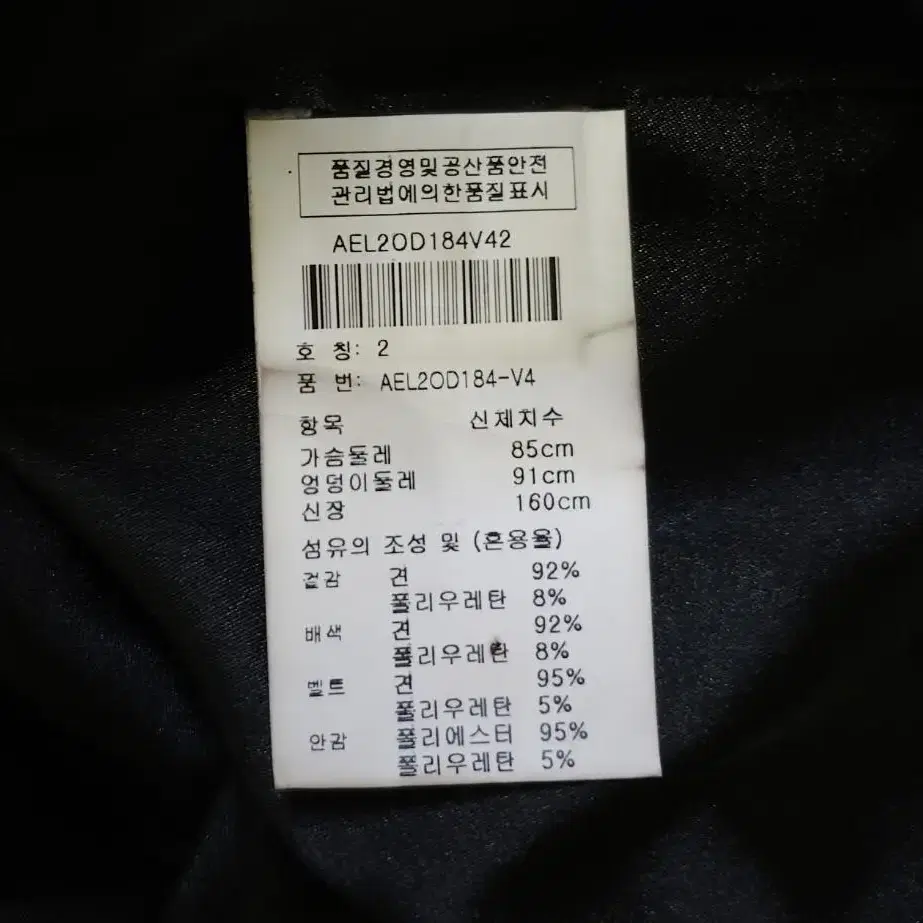 품질경영및공산품안전
관리법에의한품질표시
AEL2OD184V42
호 칭: 2
품 번: AEL2OD184-V4
항목 신체치수
가슴둘레 85cm
엉덩이둘레 91cm
신장 160cm
섬유의 조성 및 (혼용율)
겉감 견 92%
폴리우레탄 8%
배색 견 92%
폴리우레탄 8%
벨트 견 95%
폴리우레탄 5%
안감 폴리에스터 95%
폴리우레탄 5%